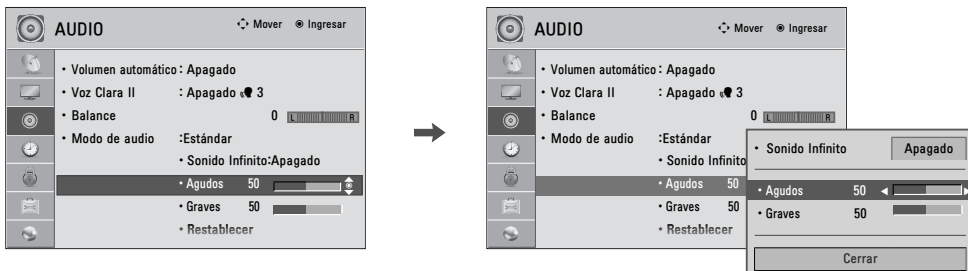 AUDIO Mover Ingresar
• Volumen automático : Apagado
• Voz Clara II : Apagado 3
• Balance 0 L R
• Modo de audio :Estándar
• Sonido Infinito:Apagado
• Agudos 50
• Graves 50
• Restablecer
AUDIO Mover Ingresar
• Volumen automático : Apagado
• Voz Clara II : Apagado 3
• Balance 0 L R
• Modo de audio :Estándar
• Sonido Infinito
• Agudos 50
• Graves 50
• Restablecer
• Sonido Infinito Apagado
• Agudos 50
• Graves 50
Cerrar